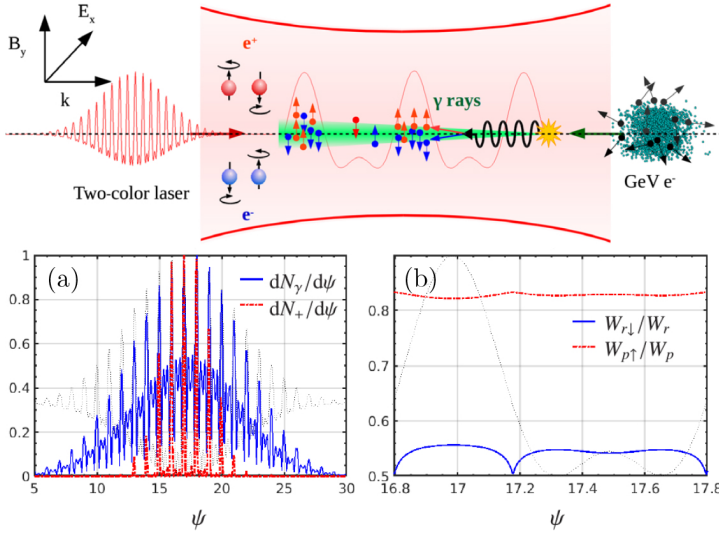 E_x
B_y
k
e⁺
γ rays
Two-color laser
e⁻
GeV e⁻
(a)
dN_γ/dψ
dN_+/dψ
1
0.8
0.6
0.4
0.2
0
5 10 15 20 25 30
ψ
(b)
W_{r↓}/W_r
W_{p↑}/W_p
0.8
0.7
0.6
0.5
16.8 17 17.2 17.4 17.6 17.8
ψ